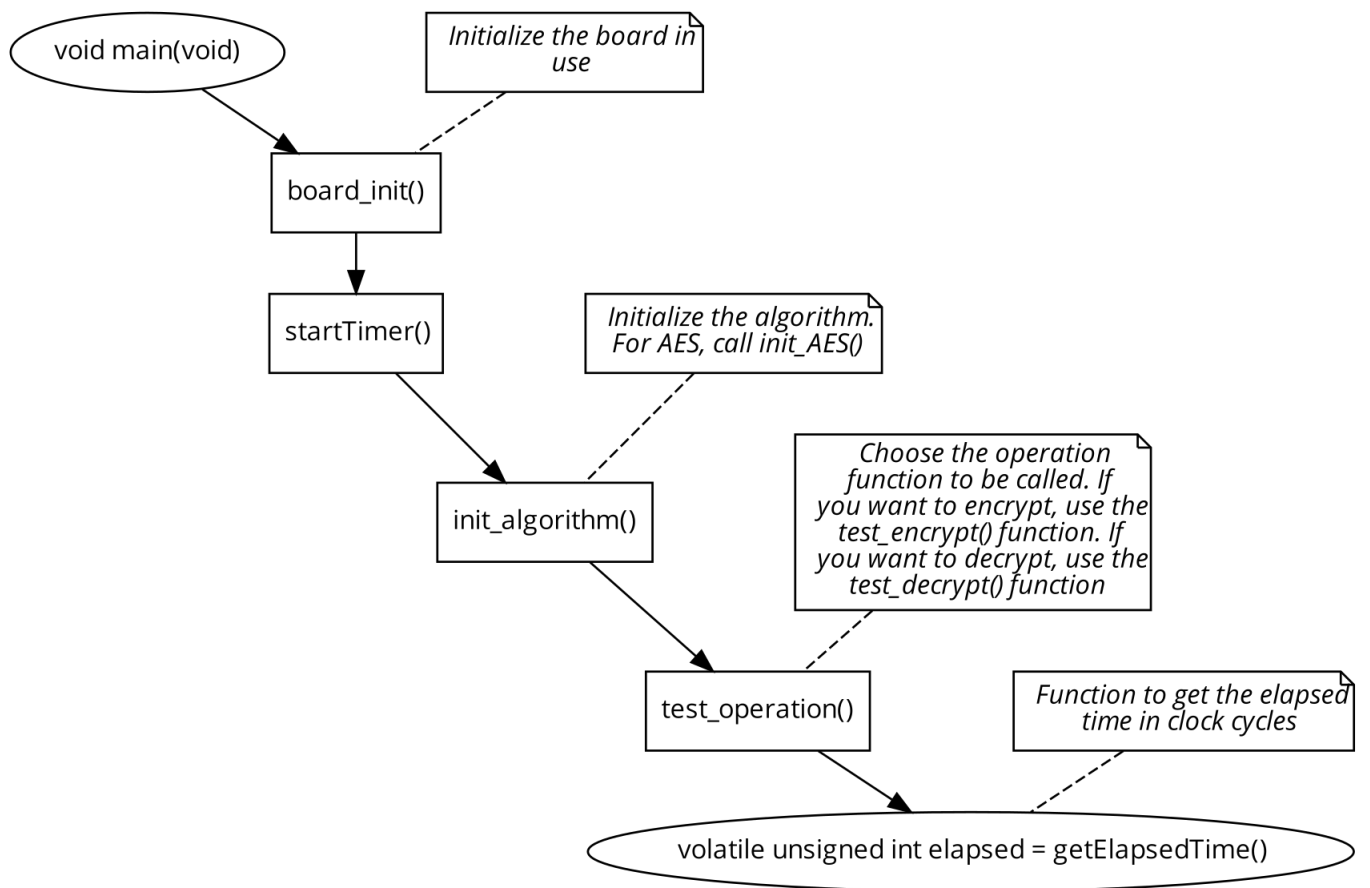 void main(void)
Initialize the board in
use
board_init()
startTimer()
Initialize the algorithm.
For AES, call init_AES()
init_algorithm()
Choose the operation
function to be called. If
you want to encrypt, use the
test_encrypt() function. If
you want to decrypt, use the
test_decrypt() function
test_operation()
Function to get the elapsed
time in clock cycles
volatile unsigned int elapsed = getElapsedTime()